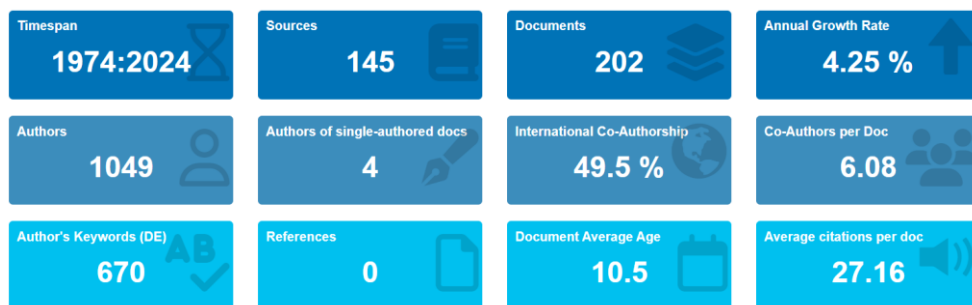 Timespan
1974:2024
Sources
145
Documents
202
Annual Growth Rate
4.25 %
Authors
1049
Authors of single-authored docs
4
International Co-Authorship
49.5 %
Co-Authors per Doc
6.08
Author's Keywords (DE)
AB
670
References
0
Document Average Age
10.5
Average citations per doc
27.16